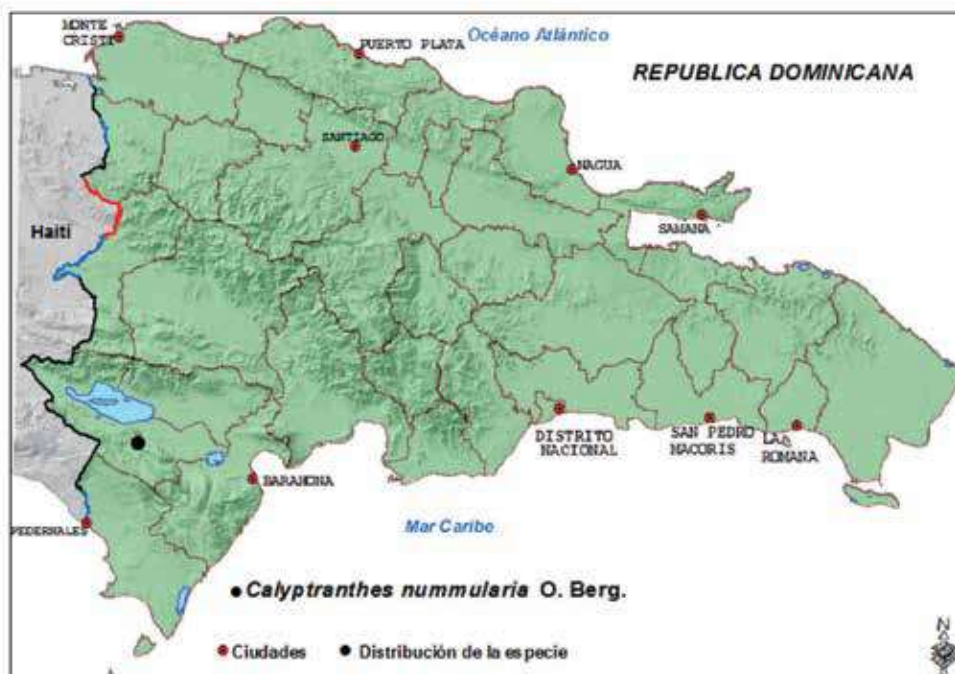 MONTE
CRISTI
PUERTO PLATA
Océano Atlántico
REPUBLICA DOMINICANA
SANTIAGO
NAGUA
SAMANA
Haití
DISTRITO
NACIONAL
SAN PEDRO
MACORIS
LA
ROMANA
BARAHONA
PEDERNALES
Mar Caribe
Calyptranthes nummularia O. Berg.
Ciudades
Distribución de la especie
N